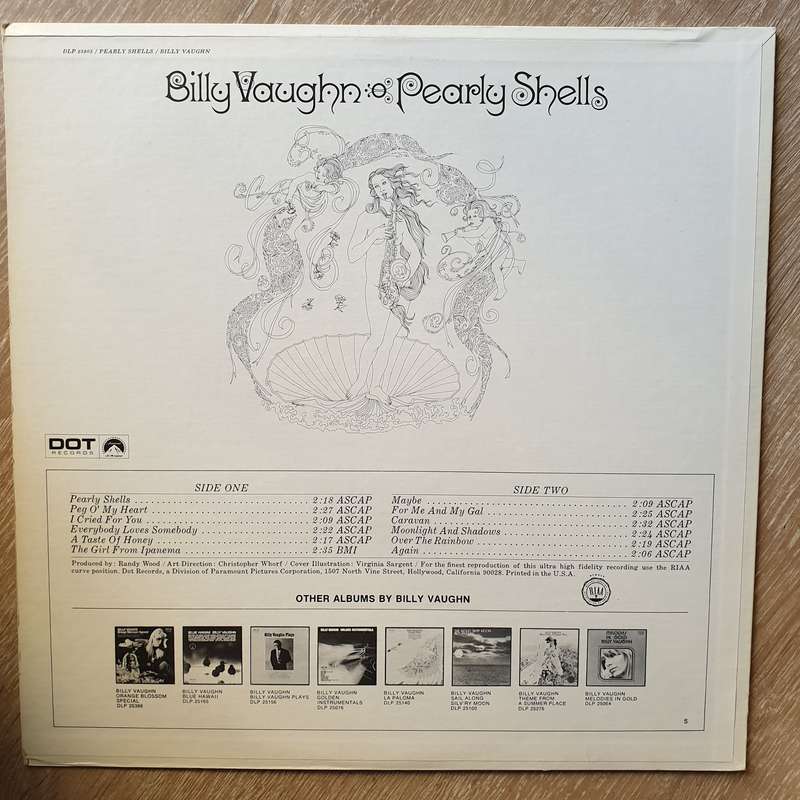 DLP 25605 / PEARLY SHELLS / BILLY VAUGHN
Billy Vaughn Pearly Shells
DOT
RECORDS
SIDE ONE
Pearly Shells 2:18 ASCAP
Peg O' My Heart 2:27 ASCAP
I Cried For You 2:09 ASCAP
Everybody Loves Somebody 2:22 ASCAP
A Taste Of Honey 2:17 ASCAP
The Girl From Ipanema 2:35 BMI
SIDE TWO
Maybe 2:09 ASCAP
For Me And My Gal 2:25 ASCAP
Caravan 2:32 ASCAP
Moonlight And Shadows 2:24 ASCAP
Over The Rainbow 2:19 ASCAP
Again 2:06 ASCAP
Produced by: Randy Wood / Art Direction: Christopher Whorf / Cover Illustration: Virginia Sargent / For the finest reproduction of this ultra high fidelity recording use the RIAA
curve position. Dot Records, a Division of Paramount Pictures Corporation, 1507 North Vine Street, Hollywood, California 90028. Printed in the U.S.A.
RIAA
OTHER ALBUMS BY BILLY VAUGHN
BILLY VAUGHN
ORANGE BLOSSOM
SPECIAL
DLP 25388
BILLY VAUGHN
BLUE HAWAII
DLP 25165
BILLY VAUGHN
BILLY VAUGHN PLAYS
DLP 25156
BILLY VAUGHN
GOLDEN
INSTRUMENTALS
DLP 25016
BILLY VAUGHN
LA PALOMA
DLP 25140
BILLY VAUGHN
SAIL ALONG
SILV'RY MOON
DLP 25100
BILLY VAUGHN
THEME FROM
A SUMMER PLACE
DLP 25276
BILLY VAUGHN
MELODIES IN GOLD
DLP 25064
S